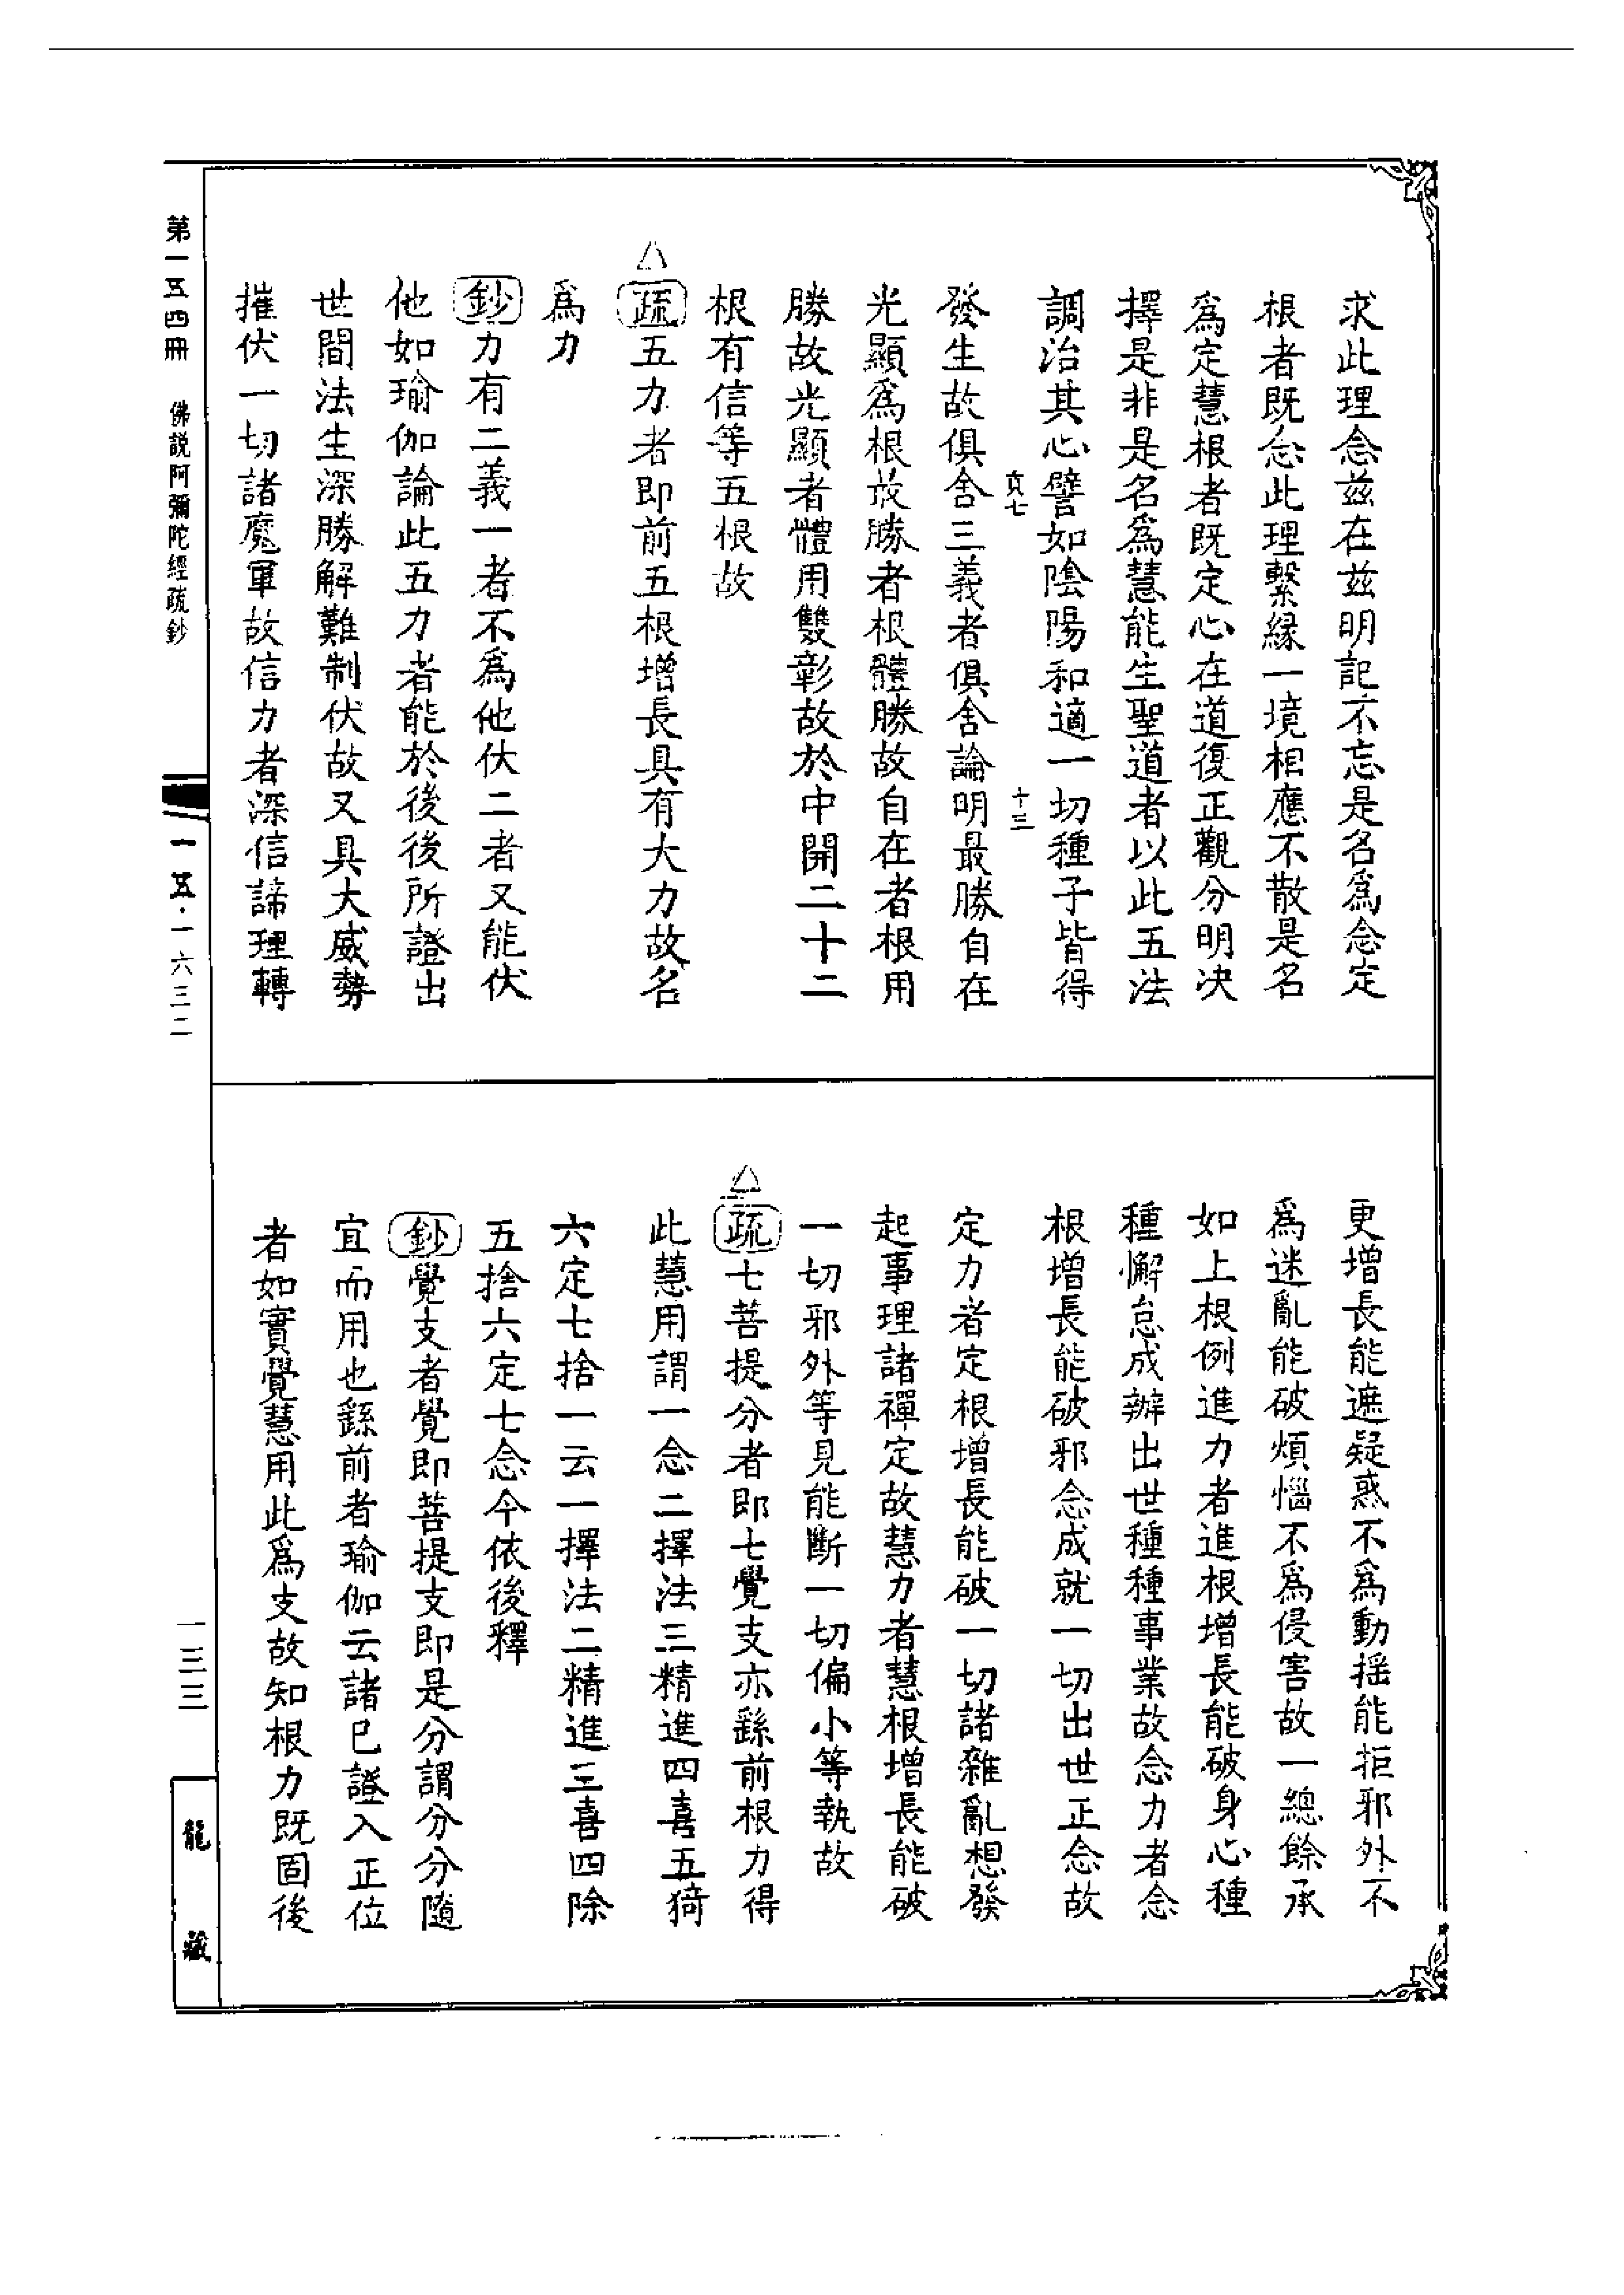 求此理念茲在茲明記不忘是名爲念定
根者既念此理繫緣一境相應不散是名
爲定慧根者既定心在道復正觀分明決
擇是非是名爲慧能生聖道者以此五法
調治其心譬如陰陽和適一切種子皆得
頁七 十三
發生故俱舍三義者俱舍論明最勝自在
光顯爲根故勝者根體勝故自在者根用
勝故光顯者體用雙彰故於中開二十二
根有信等五根故
△
疏五力者即前五根增長具有大力故名
爲力
鈔力有二義一者不爲他伏二者又能伏
他如瑜伽論此五力者能於後後所證出
世間法生深勝解難制伏故又具大威勢
摧伏一切諸魔軍故信力者深信諦理轉
更增長能遮疑惑不爲動搖能拒邪外不
爲迷亂能破煩惱不爲侵害故一總餘承
如上根例進力者進根增長能破身心種
種懈怠成辦出世種種事業故念力者念
根增長能破邪念成就一切出世正念故
定力者定根增長能破一切諸雜亂想發
起事理諸禪定故慧力者慧根增長能破
一切邪外等見能斷一切偏小等執故
△
疏七菩提分者即七覺支亦繇前根力得
此慧用謂一念二擇法三精進四喜五猗
六定七捨一云一擇法二精進三喜四除
五捨六定七念今依後釋
鈔覺支者覺即菩提支即是分謂分分隨
宜而用也繇前者瑜伽云諸已證入正位
者如實覺慧用此爲支故知根力既固後
第一五四冊 佛說阿彌陀經疏鈔
一五·一六三二
一三三
龍藏